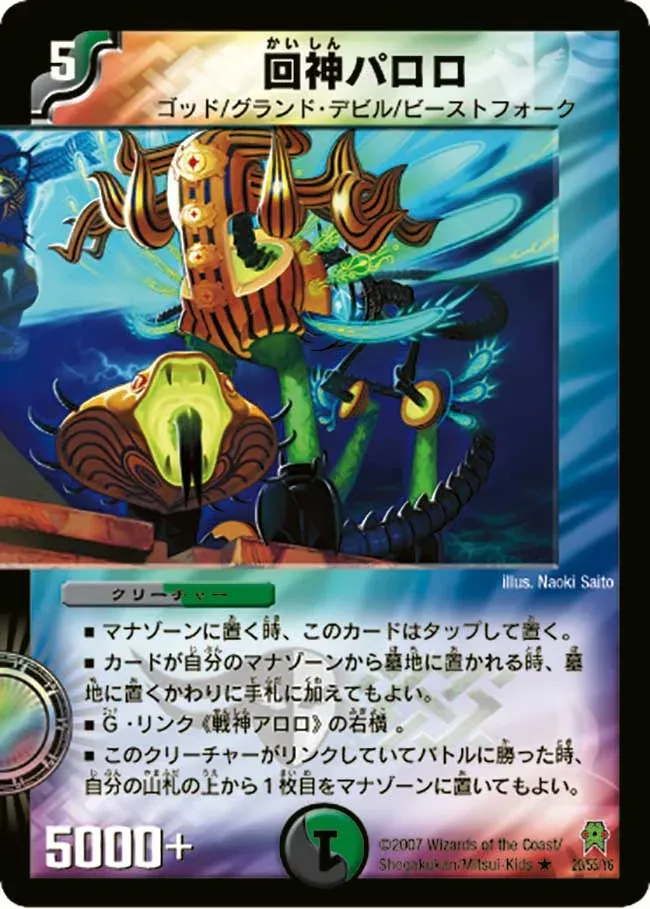 5
かいしん
回神パロロ
ゴッド/グランド・デビル/ビーストフォーク
illus. Naoki Saito
クリーチャー
■ マナゾーンに置く時、このカードはタップして置く。
■ カードが自分のマナゾーンから墓地に置かれる時、墓
地に置くかわりに手札に加えてもよい。
■ G・リンク《戦神アロロ》の右横 。
■ このクリーチャーがリンクしていてバトルに勝った時、
自分の山札の上から1枚目をマナゾーンに置いてもよい。
5000+
1
©2007 Wizards of the Coast/
Shogakukan/Mitsui-Kids ★
20/55/Y6